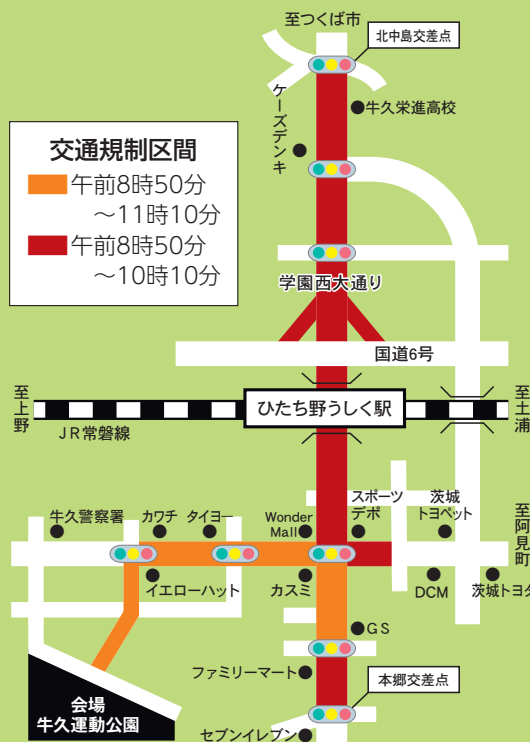 至つくば市
北中島交差点
ケーズデンキ
牛久栄進高校
交通規制区間
午前8時50分
～11時10分
午前8時50分
～10時10分
学園西大通り
国道6号
至上野
ひたち野うしく駅
至土浦
JR常磐線
牛久警察署
カワチ
タイヨー
Wonder
Mall
スポーツ
デポ
茨城
トヨペット
至阿見町
イエローハット
カスミ
DCM
茨城トヨタ
GS
ファミリーマート
本郷交差点
会場
牛久運動公園
セブンイレブン